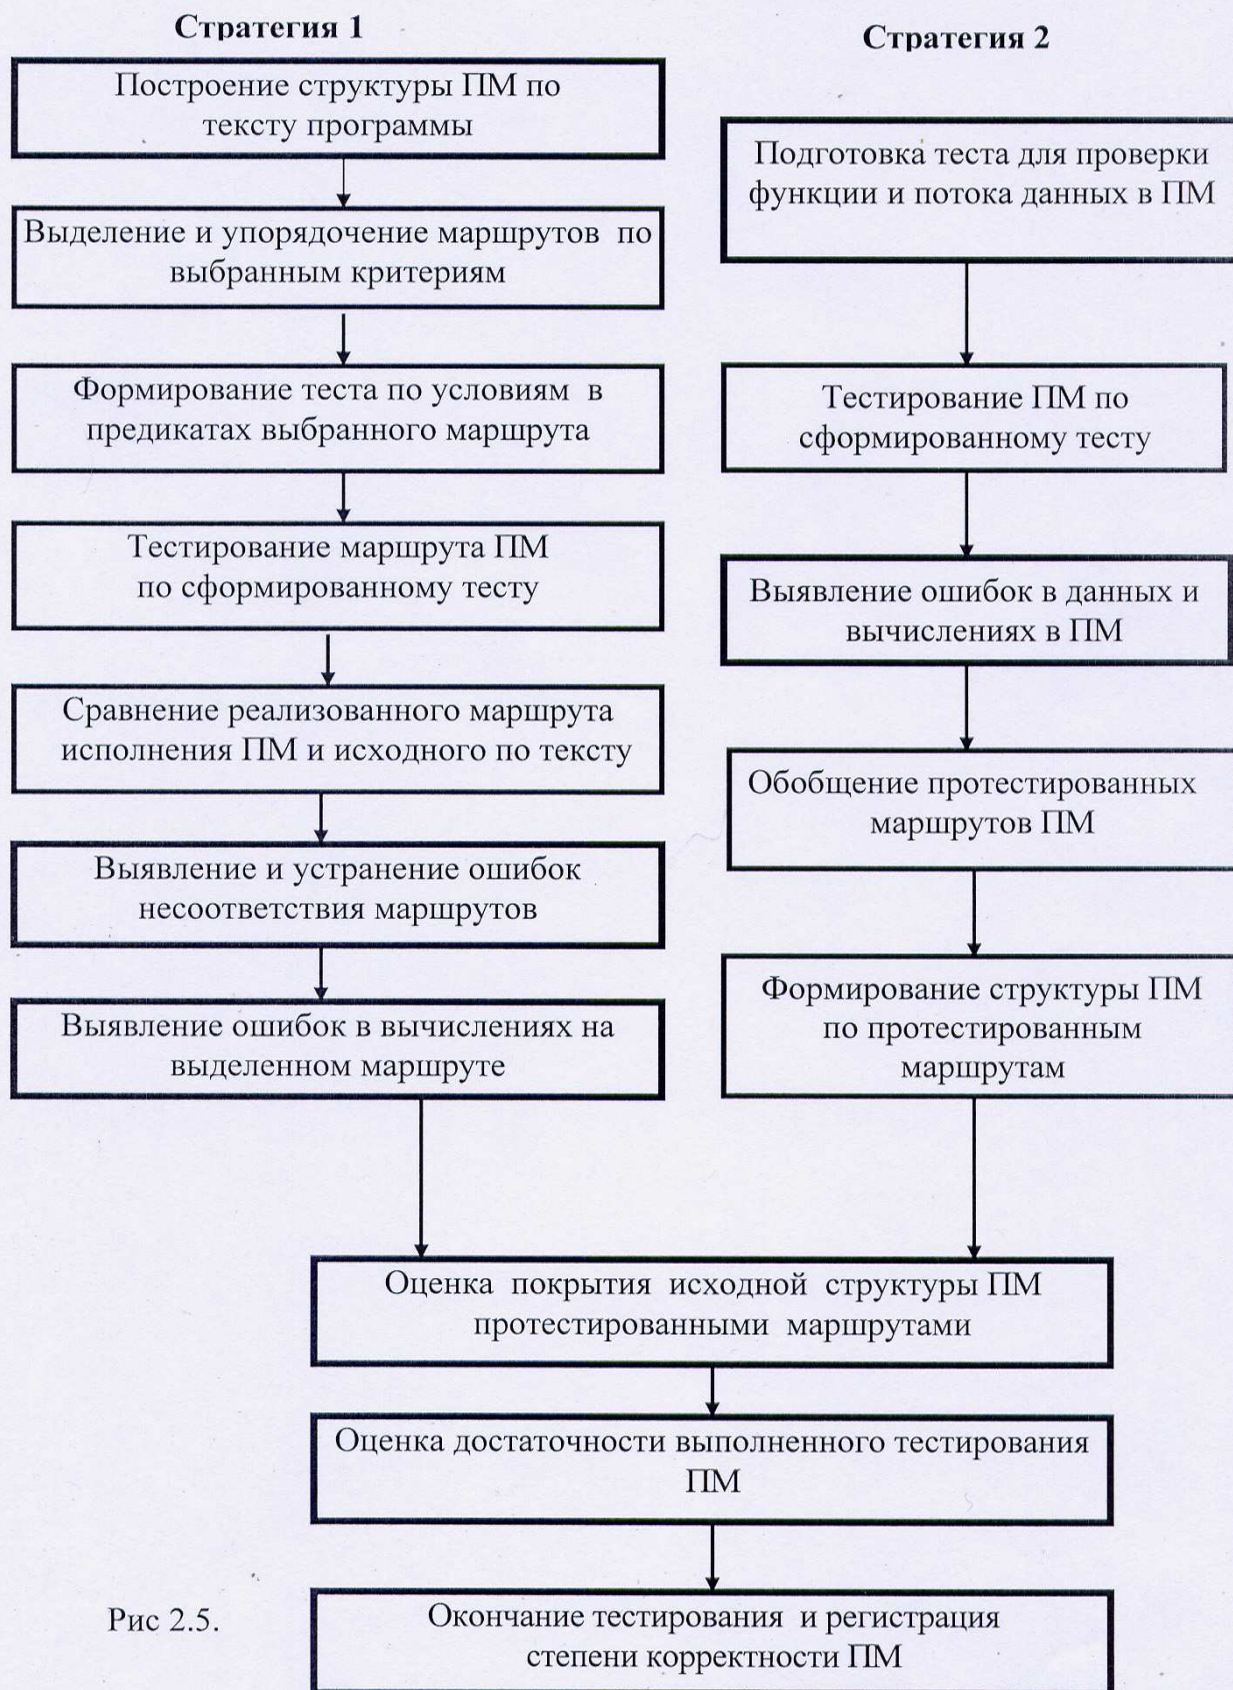 Стратегия 1
Построение структуры ПМ по
тексту программы
Выделение и упорядочение маршрутов по
выбранным критериям
Формирование теста по условиям в
предикатах выбранного маршрута
Тестирование маршрута ПМ
по сформированному тесту
Сравнение реализованного маршрута
исполнения ПМ и исходного по тексту
Выявление и устранение ошибок
несоответствия маршрутов
Выявление ошибок в вычислениях на
выделенном маршруте
Стратегия 2
Подготовка теста для проверки
функции и потока данных в ПМ
Тестирование ПМ по
сформированному тесту
Выявление ошибок в данных и
вычислениях в ПМ
Обобщение протестированных
маршрутов ПМ
Формирование структуры ПМ
по протестированным
маршрутам
Оценка покрытия исходной структуры ПМ
протестированными маршрутами
Оценка достаточности выполненного тестирования
ПМ
Окончание тестирования и регистрация
степени корректности ПМ
Рис 2.5.